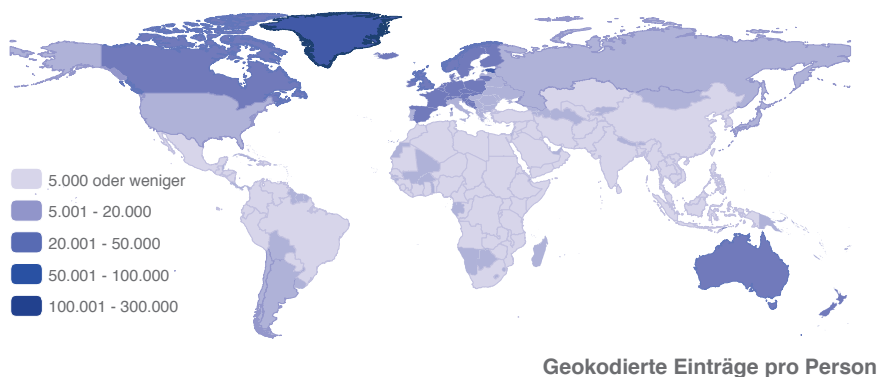 5.000 oder weniger
5.001 - 20.000
20.001 - 50.000
50.001 - 100.000
100.001 - 300.000
Geokodierte Einträge pro Person